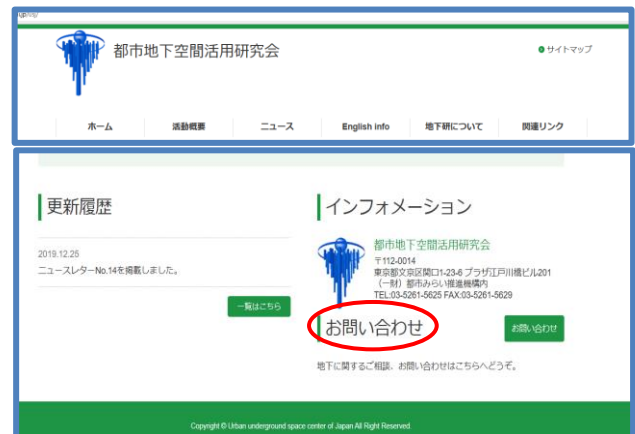 都市地下空間活用研究会
サイトマップ
ホーム 活動概要 ニュース English info 地下研について 関連リンク
更新履歴
2019.12.25
ニュースレターNo.14を掲載しました。
一覧はこちら
インフォメーション
都市地下空間活用研究会
〒112-0014
東京都文京区関口1-23-6 プラザ江戸川橋ビル201
(一財) 都市みらい推進機構内
TEL:03-5261-5625 FAX:03-5261-5629
お問い合わせ
お問い合わせ
地下に関するご相談、お問い合わせはこちらへどうぞ。
Copyright © Urban underground space center of Japan All Right Reserved.